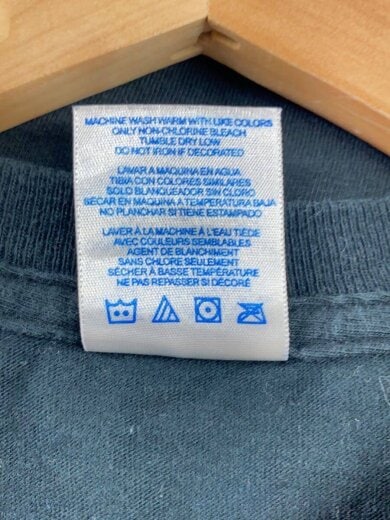 MACHINE WASH WARM WITH LIKE COLORS
ONLY NON-CHLORINE BLEACH
TUMBLE DRY LOW
DO NOT IRON IF DECORATED
LAVAR A MAQUINA EN AGUA
TIBIA CON COLORES SIMILARES
SOLO BLANQUEADOR SIN CLORO
SECAR EN MAQUINA A TEMPERATURA BAJA
NO PLANCHAR SI TIENE ESTAMPADO
LAVER À LA MACHINE À L'EAU TIÈDE
AVEC COULEURS SEMBLABLES
AGENT DE BLANCHIMENT
SANS CHLORE SEULEMENT
SÉCHER À BASSE TEMPÉRATURE
NE PAS REPASSER SI DÉCORÉ